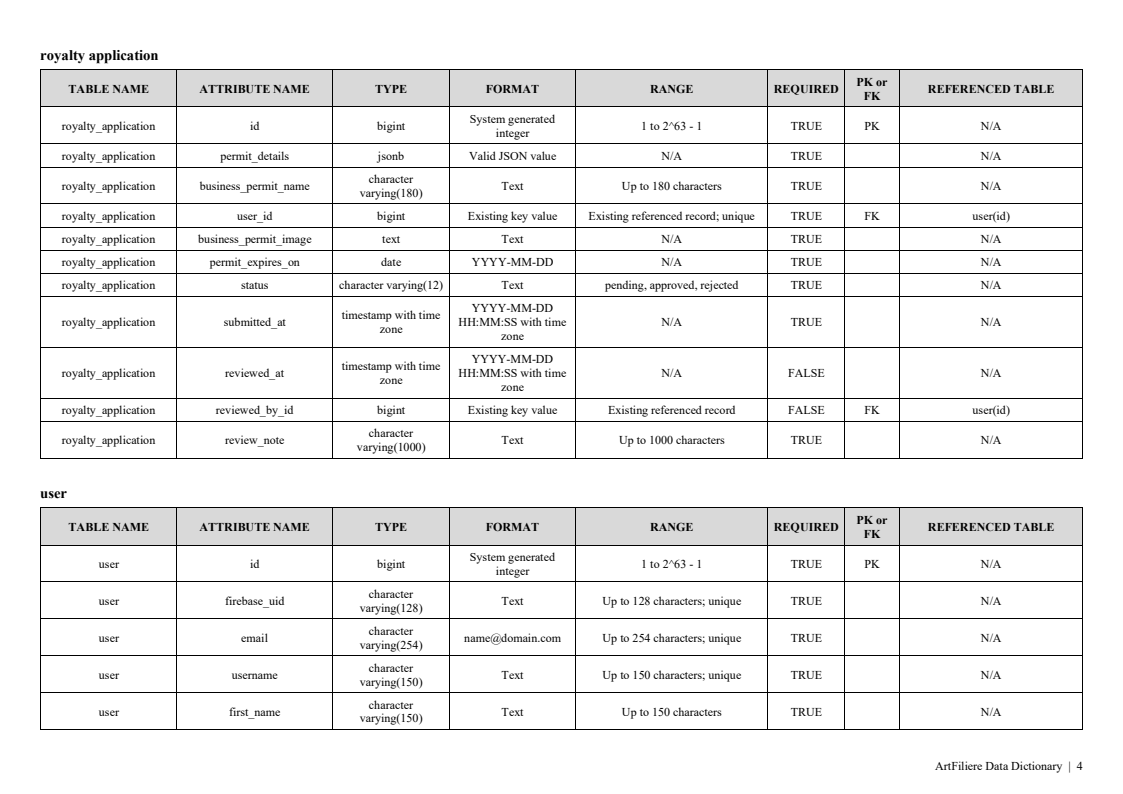 royalty application
TABLE NAME ATTRIBUTE NAME TYPE FORMAT RANGE REQUIRED PK or FK REFERENCED TABLE
royalty_application id bigint System generated integer 1 to 2^63 - 1 TRUE PK N/A
royalty_application permit_details jsonb Valid JSON value N/A TRUE N/A
royalty_application business_permit_name character varying(180) Text Up to 180 characters TRUE N/A
royalty_application user_id bigint Existing key value Existing referenced record; unique TRUE FK user(id)
royalty_application business_permit_image text Text N/A TRUE N/A
royalty_application permit_expires_on date YYYY-MM-DD N/A TRUE N/A
royalty_application status character varying(12) Text pending, approved, rejected TRUE N/A
royalty_application submitted_at timestamp with time zone YYYY-MM-DD HH:MM:SS with time zone N/A TRUE N/A
royalty_application reviewed_at timestamp with time zone YYYY-MM-DD HH:MM:SS with time zone N/A FALSE N/A
royalty_application reviewed_by_id bigint Existing key value Existing referenced record FALSE FK user(id)
royalty_application review_note character varying(1000) Text Up to 1000 characters TRUE N/A
user
TABLE NAME ATTRIBUTE NAME TYPE FORMAT RANGE REQUIRED PK or FK REFERENCED TABLE
user id bigint System generated integer 1 to 2^63 - 1 TRUE PK N/A
user firebase_uid character varying(128) Text Up to 128 characters; unique TRUE N/A
user email character varying(254) name@domain.com Up to 254 characters; unique TRUE N/A
user username character varying(150) Text Up to 150 characters; unique TRUE N/A
user first_name character varying(150) Text Up to 150 characters TRUE N/A
ArtFiliere Data Dictionary | 4